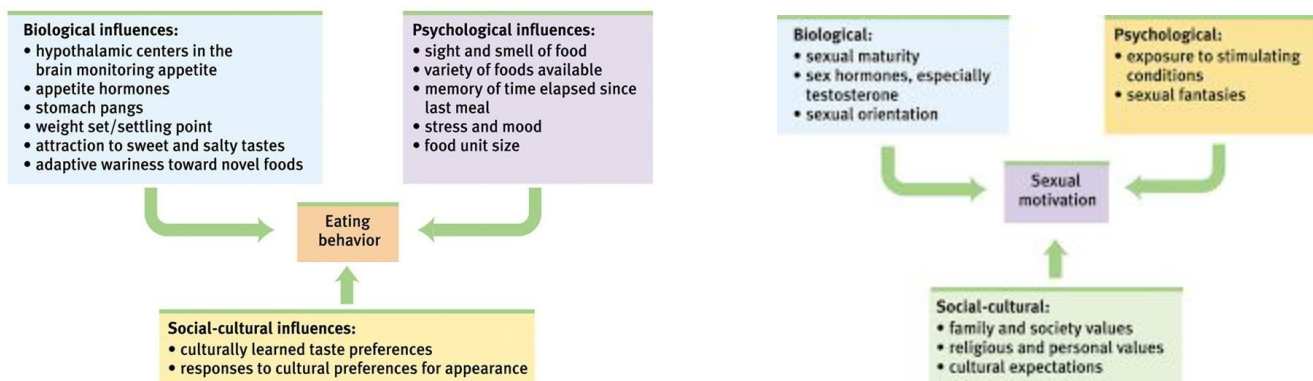 Biological influences:
• hypothalamic centers in the
brain monitoring appetite
• appetite hormones
• stomach pangs
• weight set/settling point
• attraction to sweet and salty tastes
• adaptive wariness toward novel foods
Psychological influences:
• sight and smell of food
• variety of foods available
• memory of time elapsed since
last meal
• stress and mood
• food unit size
Eating
behavior
Social-cultural influences:
• culturally learned taste preferences
• responses to cultural preferences for appearance
Biological:
• sexual maturity
• sex hormones, especially
testosterone
• sexual orientation
Psychological:
• exposure to stimulating
conditions
• sexual fantasies
Sexual
motivation
Social-cultural:
• family and society values
• religious and personal values
• cultural expectations